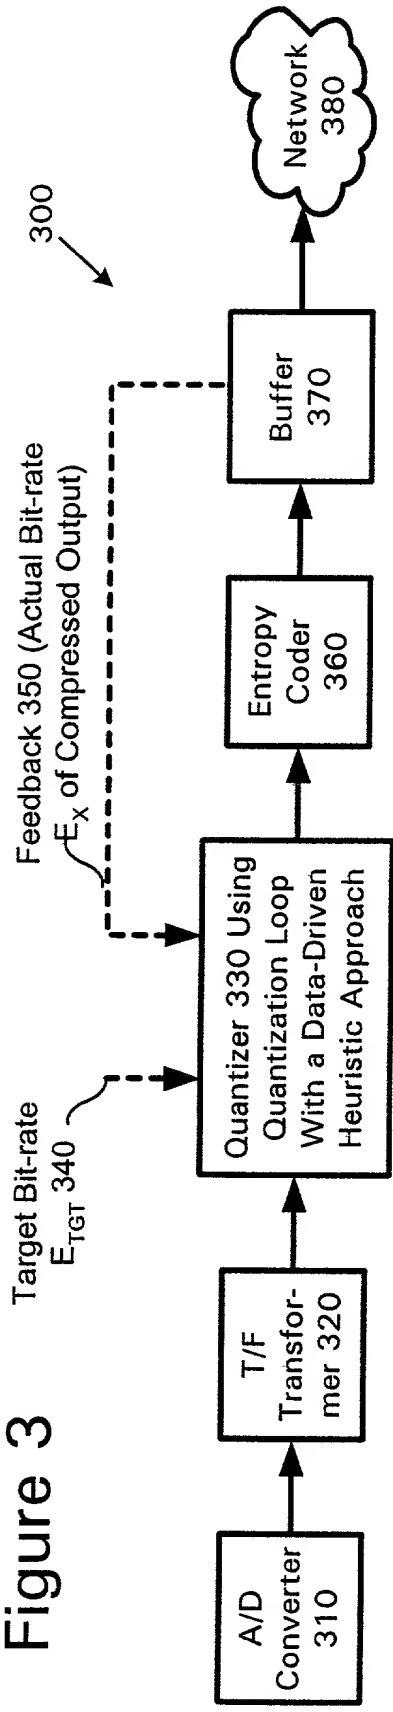 Figure 3
300
Target Bit-rate
E_TGT 340
Feedback 350 (Actual Bit-rate
E_X of Compressed Output)
A/D
Converter
310
T/F
Transfor-
mer 320
Quantizer 330 Using
Quantization Loop
With a Data-Driven
Heuristic Approach
Entropy
Coder
360
Buffer
370
Network
380